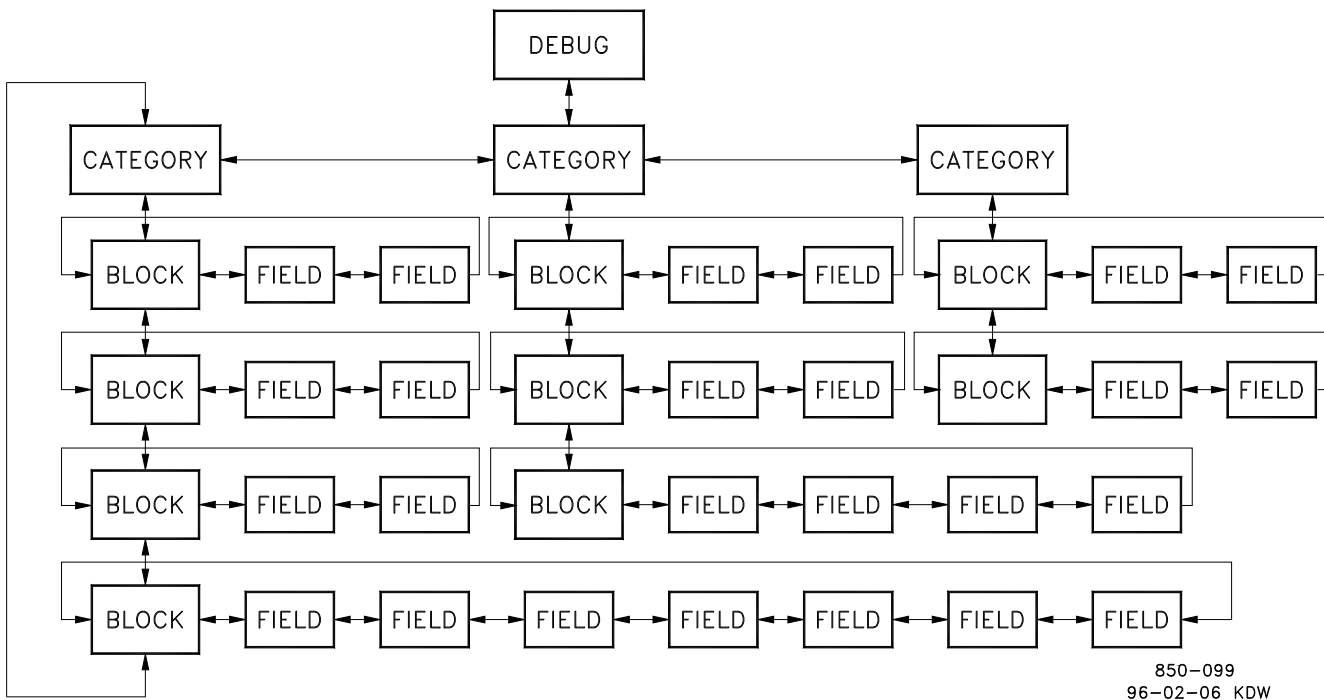 DEBUG
CATEGORY CATEGORY CATEGORY
BLOCK FIELD FIELD BLOCK FIELD FIELD BLOCK FIELD FIELD
BLOCK FIELD FIELD BLOCK FIELD FIELD BLOCK FIELD FIELD
BLOCK FIELD FIELD BLOCK FIELD FIELD FIELD FIELD
BLOCK FIELD FIELD FIELD FIELD FIELD FIELD FIELD
850-099
96-02-06 KDW